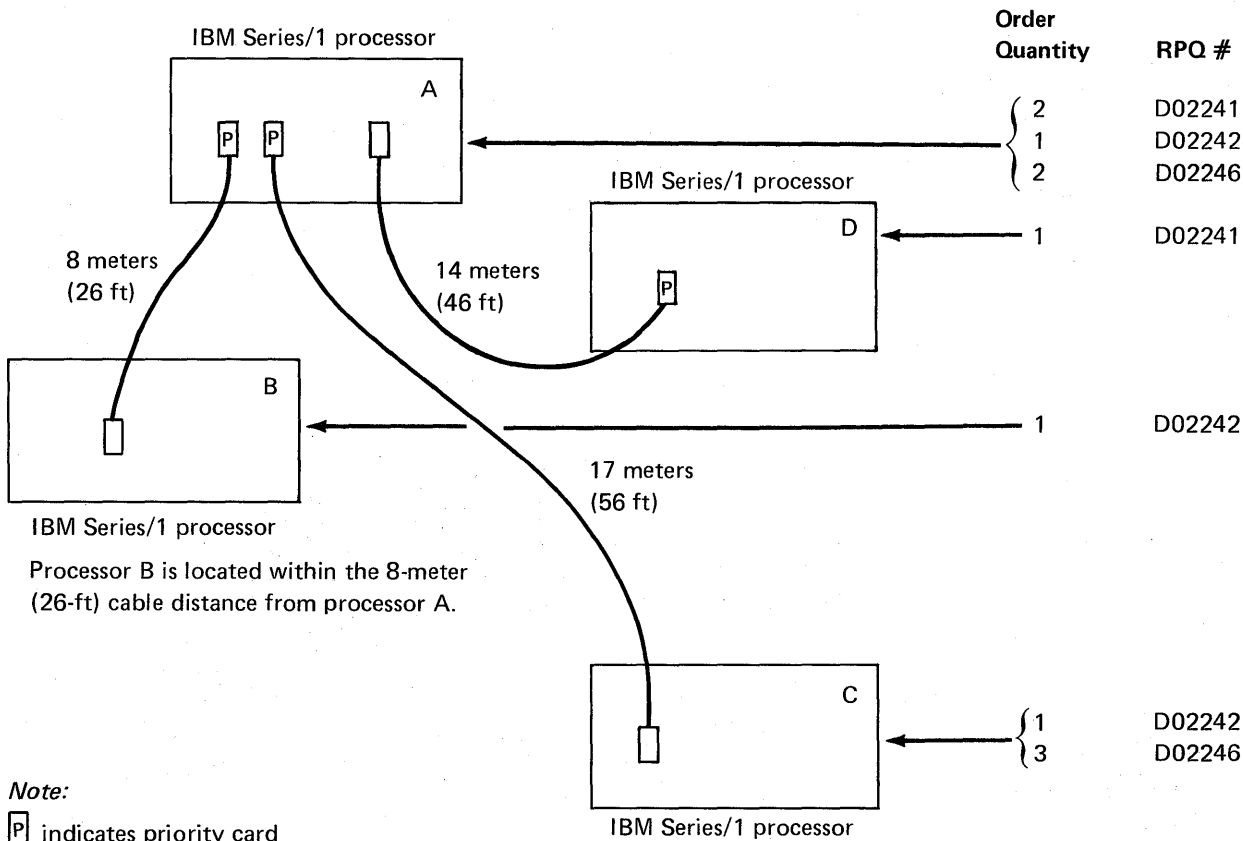 Order
Quantity RPQ #
IBM Series/1 processor
A
P P
2 D02241
1 D02242
2 D02246
IBM Series/1 processor
D
1 D02241
8 meters
(26 ft)
14 meters
(46 ft)
P
B
1 D02242
17 meters
(56 ft)
IBM Series/1 processor
Processor B is located within the 8-meter
(26-ft) cable distance from processor A.
C
1 D02242
3 D02246
Note:
P indicates priority card
IBM Series/1 processor